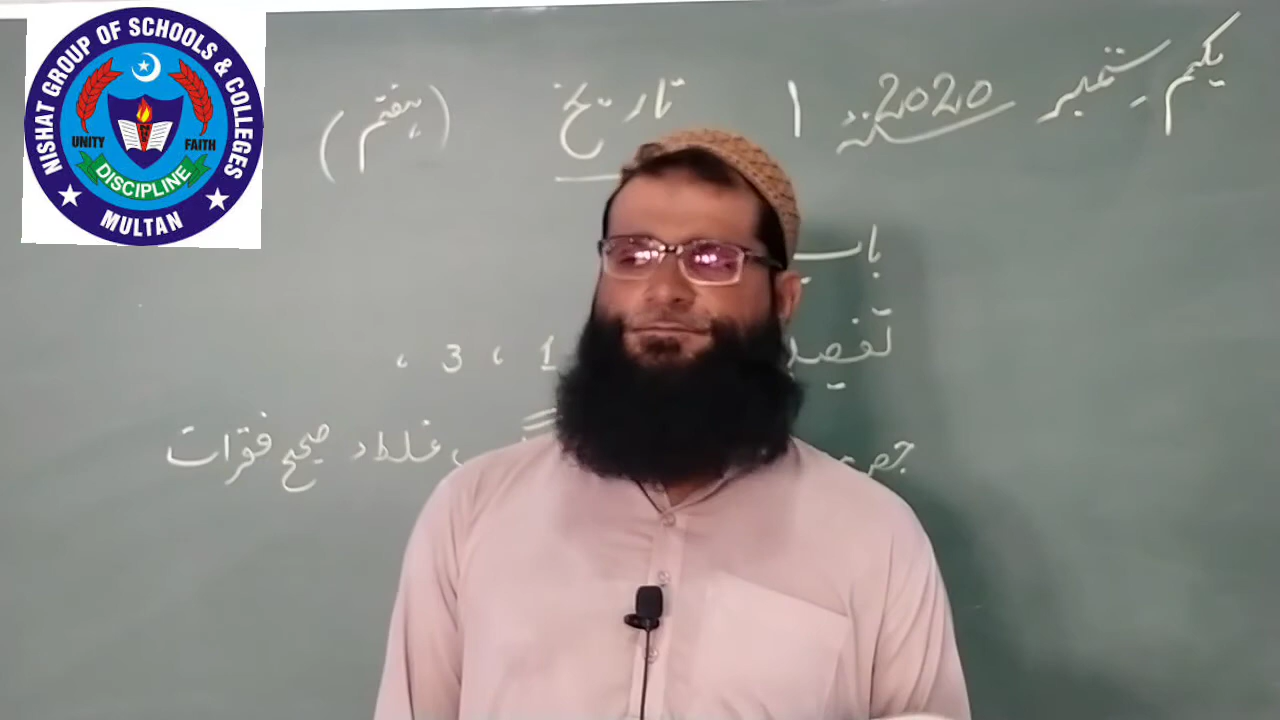 NISHAT GROUP OF SCHOOLS & COLLEGES
UNITY FAITH
DISCIPLINE
MULTAN
یکم ستمبر 2020ء
تاریخ (ہفتم)
باب
1 ، 3 ،
غلط صحیح فقرات